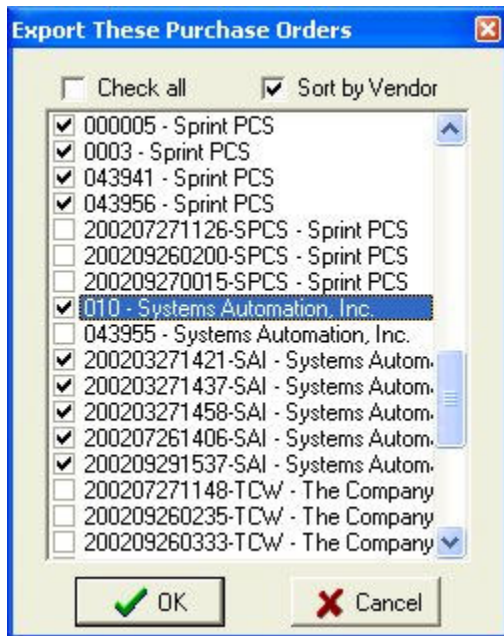 Export These Purchase Orders
Check all Sort by Vendor
000005 - Sprint PCS
0003 - Sprint PCS
043941 - Sprint PCS
043956 - Sprint PCS
200207271126-SPCS - Sprint PCS
200209260200-SPCS - Sprint PCS
200209270015-SPCS - Sprint PCS
010 - Systems Automation, Inc.
043955 - Systems Automation, Inc.
200203271421-SAI - Systems Autom
200203271437-SAI - Systems Autom
200203271458-SAI - Systems Autom
200207261406-SAI - Systems Autom
200209291537-SAI - Systems Autom
200207271148-TCW - The Company
200209260235-TCW - The Company
200209260333-TCW - The Company
OK Cancel